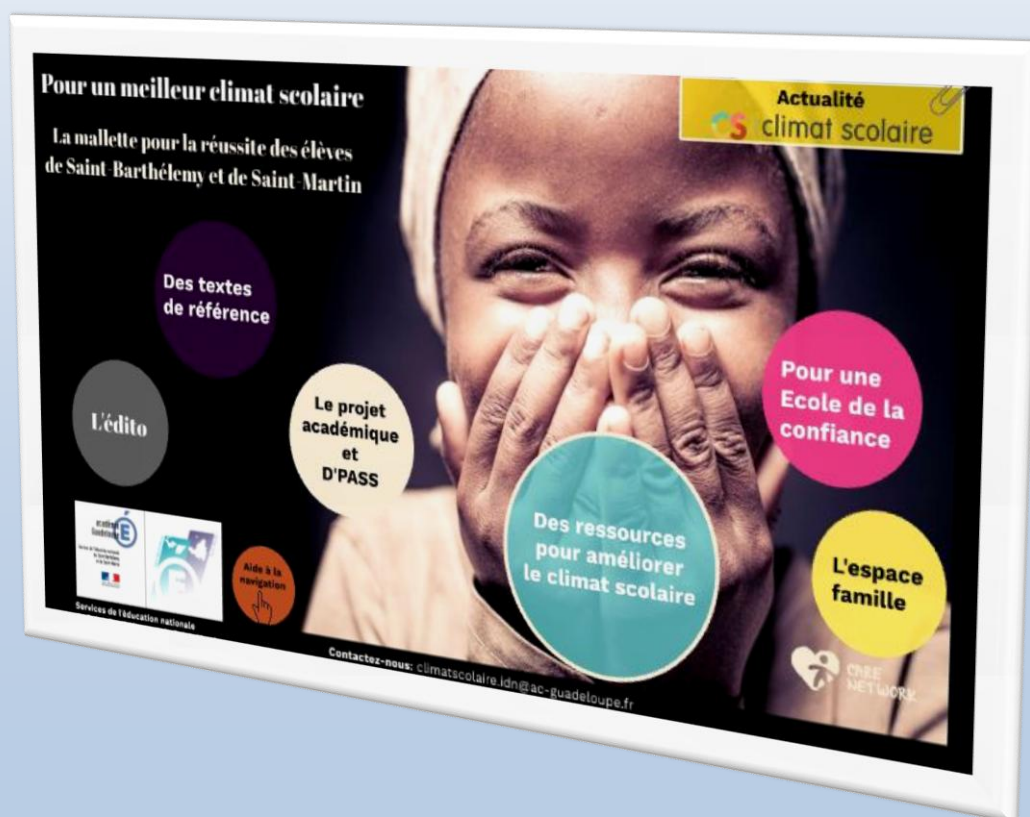 Pour un meilleur climat scolaire
La mallette pour la réussite des élèves
de Saint-Barthélemy et de Saint-Martin
Actualité
CS climat scolaire
Des textes
de référence
L'édito
Le projet
académique
et
D'PASS
Pour une
Ecole de la
confiance
Des ressources
pour améliorer
le climat scolaire
L'espace
famille
Aide à la
navigation
académie
Guadeloupe
É
Services de l'éducation nationale
Contactez-nous: climatscolaire.idn@ac-guadeloupe.fr
CARE
NETWORK